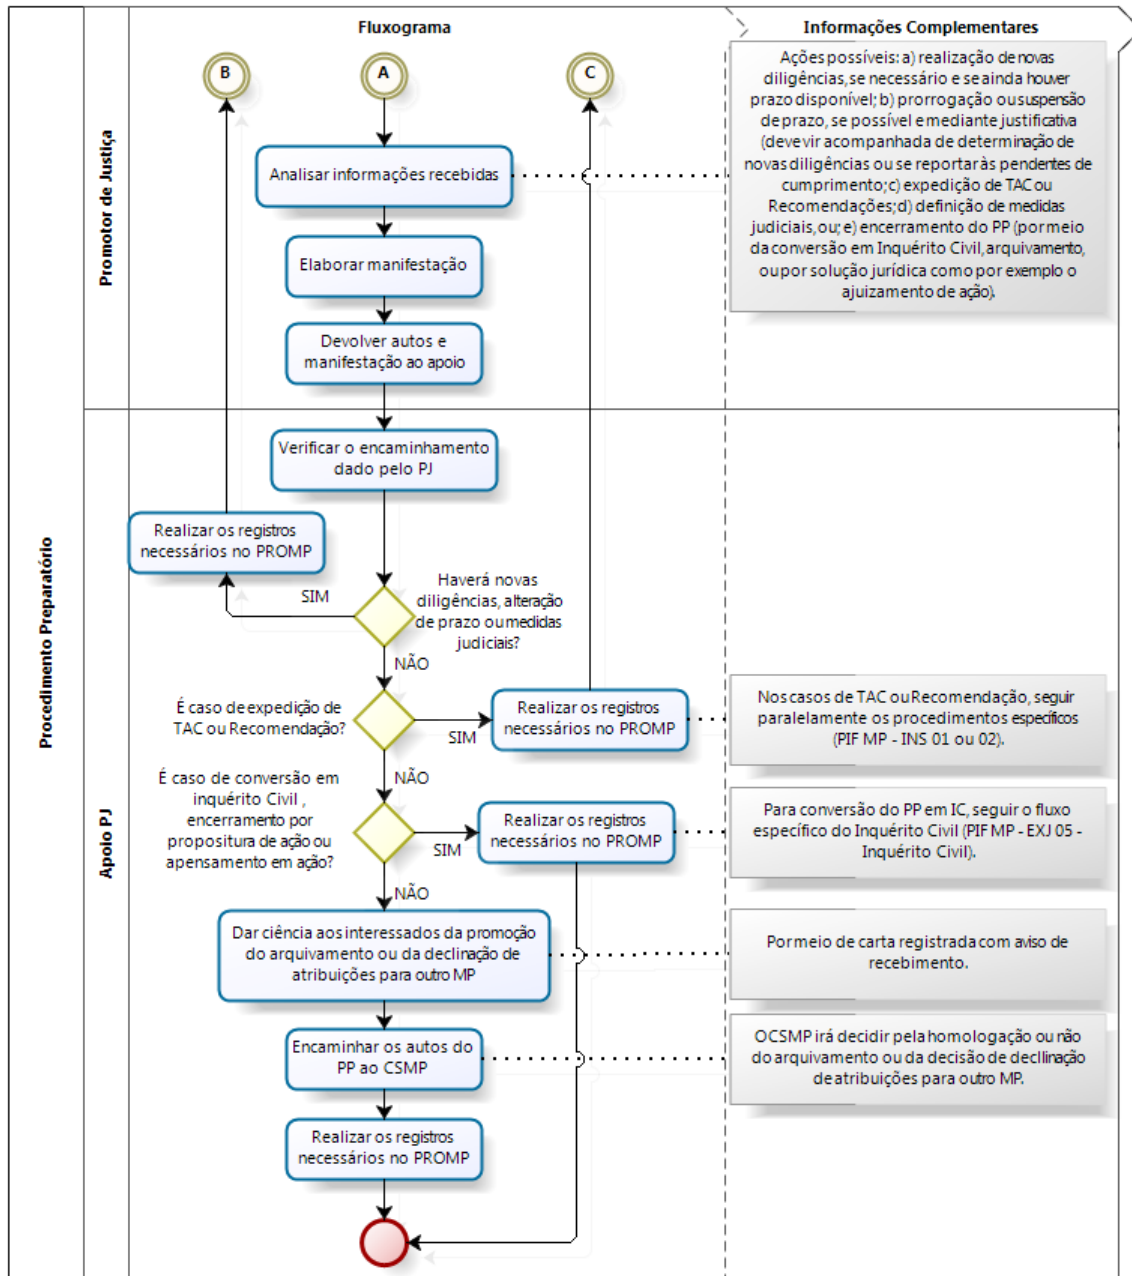 Fluxograma
Informações Complementares
Procedimento Preparatório
Promotor de Justiça
B
A
C
Analisar informações recebidas
Ações possíveis: a) realização de novas
diligências, se necessário e se ainda houver
prazo disponível; b) prorrogação ou suspensão
de prazo, se possível e mediante justificativa
(deve vir acompanhada de determinação de
novas diligências ou se reportar às pendentes de
cumprimento; c) expedição de TAC ou
Recomendações; d) definição de medidas
judiciais, ou; e) encerramento do PP (por meio
da conversão em Inquérito Civil, arquivamento,
ou por solução jurídica como por exemplo o
ajuizamento de ação).
Elaborar manifestação
Devolver autos e
manifestação ao apoio
Apoio PJ
Verificar o encaminhamento
dado pelo PJ
Realizar os registros
necessários no PROMP
SIM
Haverá novas
diligências, alteração
de prazo ou medidas
judiciais?
NÃO
É caso de expedição de
TAC ou Recomendação?
SIM
Realizar os registros
necessários no PROMP
Nos casos de TAC ou Recomendação, seguir
paralelamente os procedimentos específicos
(PIF MP - INS 01 ou 02).
NÃO
É caso de conversão em
inquérito Civil ,
encerramento por
propositura de ação ou
apensamento em ação?
SIM
Realizar os registros
necessários no PROMP
Para conversão do PP em IC, seguir o fluxo
específico do Inquérito Civil (PIF MP - EXJ 05 -
Inquérito Civil).
NÃO
Dar ciência aos interessados da promoção
do arquivamento ou da declinação de
atribuições para outro MP
Por meio de carta registrada com aviso de
recebimento.
Encaminhar os autos do
PP ao CSMP
O CSMP irá decidir pela homologação ou não
do arquivamento ou da decisão de decllinação
de atribuições para outro MP.
Realizar os registros
necessários no PROMP